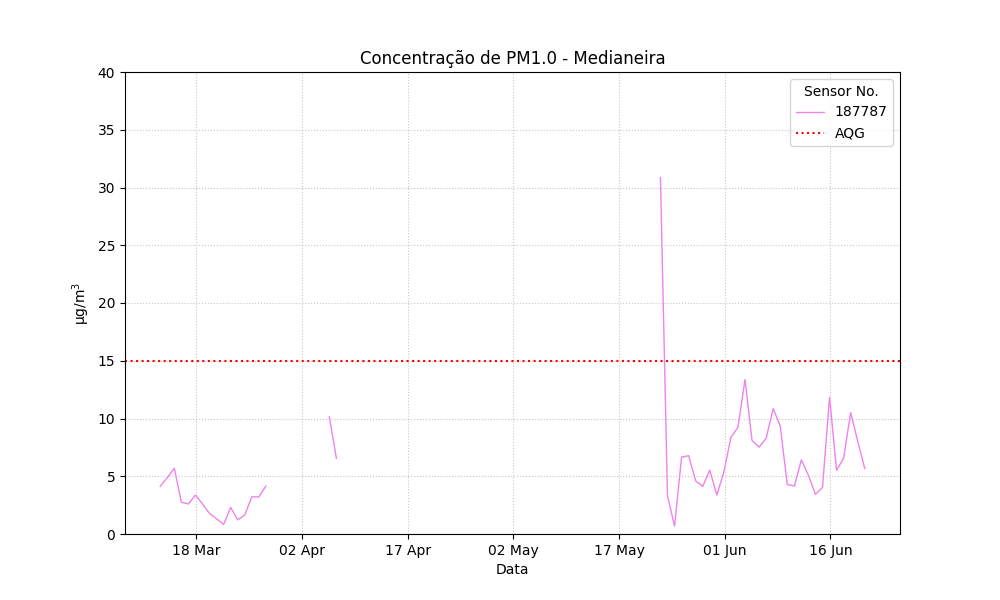 Concentração de PM1.0 - Medianeira
Sensor No.
187787
AQG
µg/m³
40
35
30
25
20
15
10
5
0
18 Mar
02 Apr
17 Apr
02 May
17 May
01 Jun
16 Jun
Data